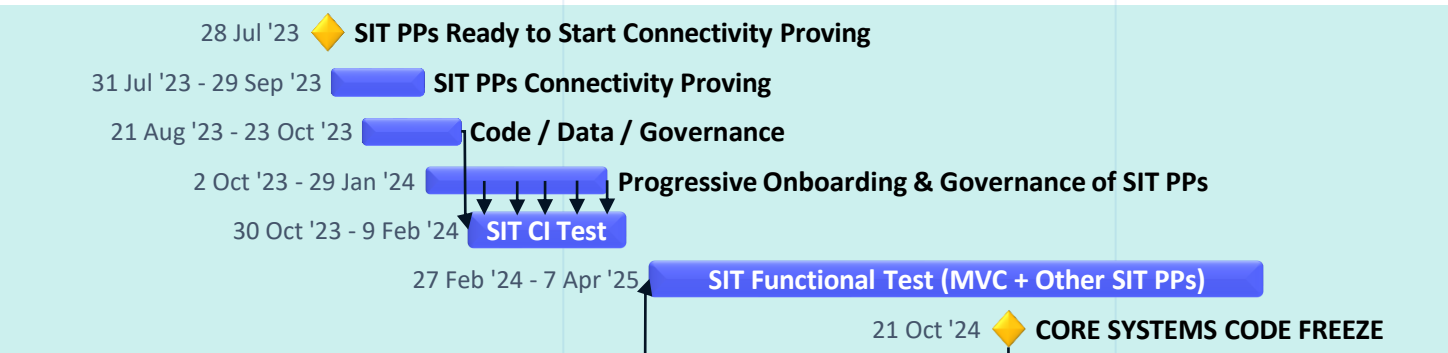 28 Jul '23 SIT PPs Ready to Start Connectivity Proving
31 Jul '23 - 29 Sep '23 SIT PPs Connectivity Proving
21 Aug '23 - 23 Oct '23 Code / Data / Governance
2 Oct '23 - 29 Jan '24 Progressive Onboarding & Governance of SIT PPs
30 Oct '23 - 9 Feb '24 SIT CI Test
27 Feb '24 - 7 Apr '25 SIT Functional Test (MVC + Other SIT PPs)
21 Oct '24 CORE SYSTEMS CODE FREEZE